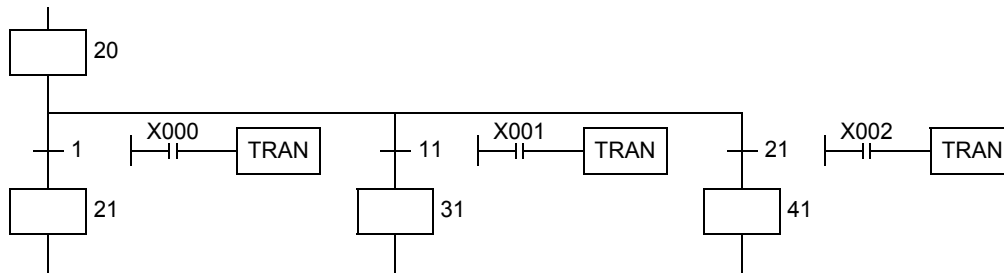 20
X000 X001 X002
1 TRAN 11 TRAN 21 TRAN
21 31 41